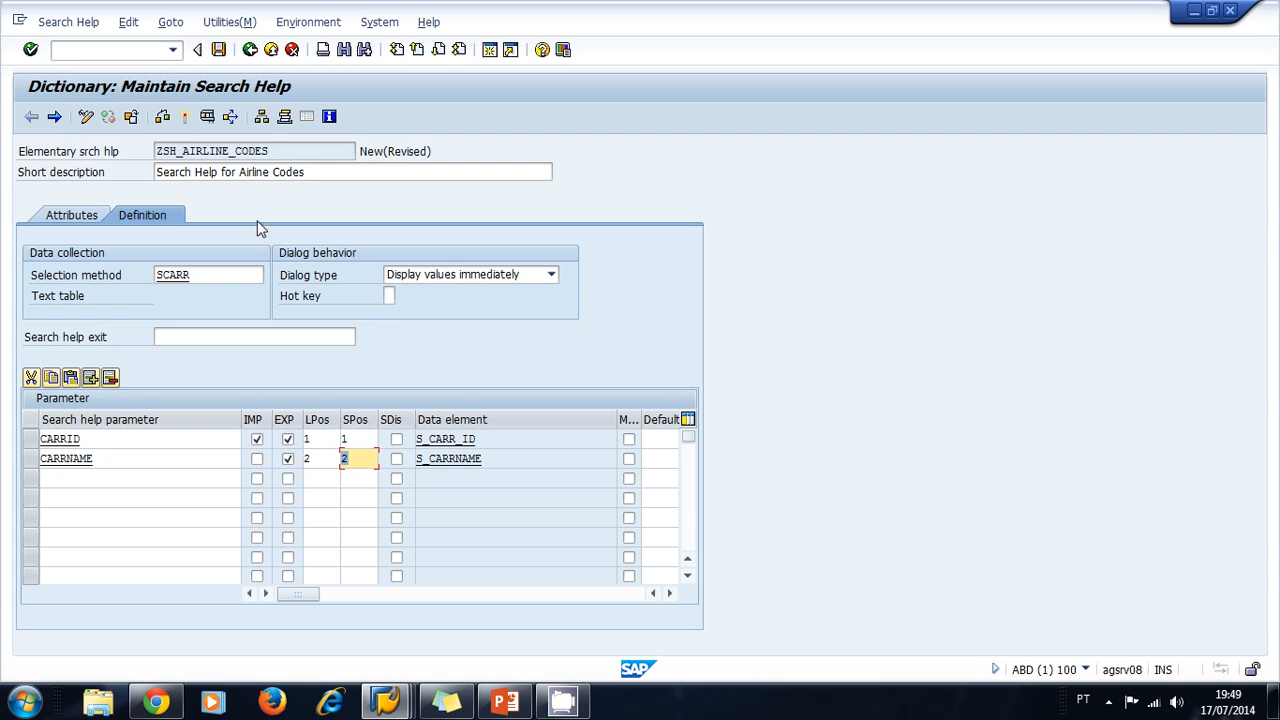 Search Help Edit Goto Utilities(M) Environment System Help
Dictionary: Maintain Search Help
Elementary srch hlp ZSH_AIRLINE_CODES New(Revised)
Short description Search Help for Airline Codes
Attributes Definition
Data collection Dialog behavior
Selection method SCARR Dialog type Display values immediately
Text table Hot key
Search help exit
Parameter
Search help parameter IMP EXP LPos SPos SDis Data element M... Default
CARRID 1 1 S_CARR_ID
CARRNAME 2 2 S_CARRNAME
SAP ABD (1) 100 agsrv08 INS
PT 19:49
17/07/2014